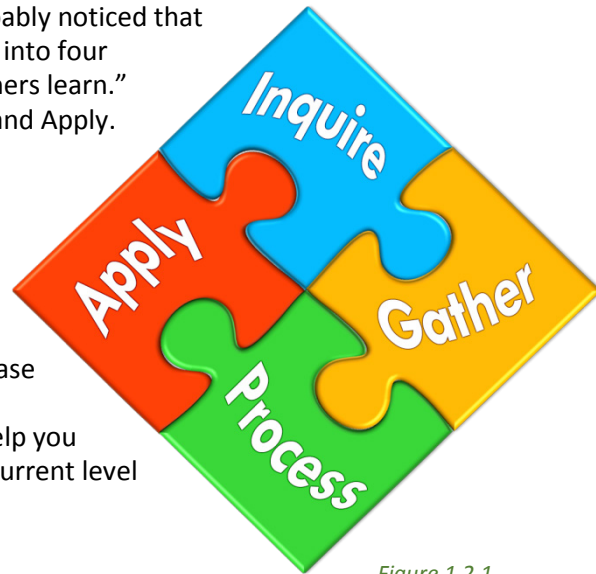 bably noticed that
into four
ners learn.”
and Apply.
Inquire
Apply
Gather
Process
ase
elp you
urrent level
Figure 1.2.1